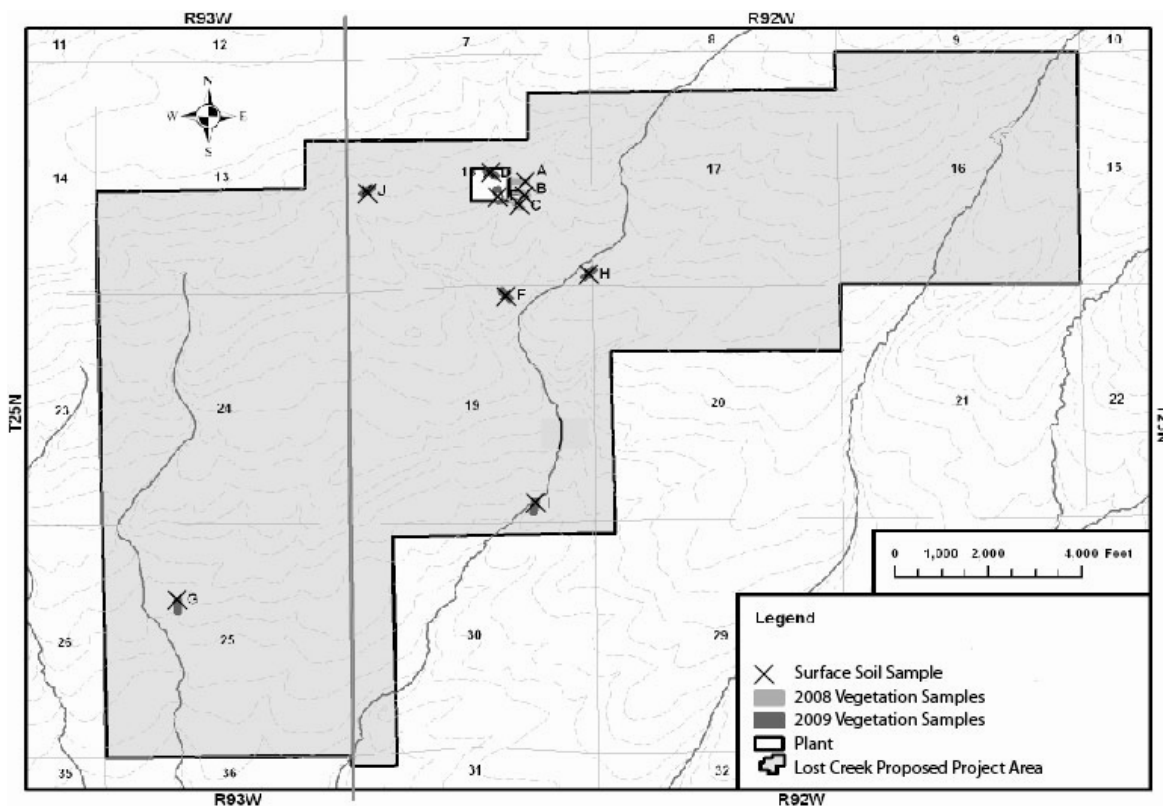 R93W R92W
11 12 7 8 9 10
N
W E
S
14 13 17 16 15
D A
J B
C
H
F
T25N 23 24 19 20 21 22
0 1,000 2,000 4,000 Feet
G
26 25 30 29
Legend
Surface Soil Sample
2008 Vegetation Samples
2009 Vegetation Samples
Plant
Lost Creek Proposed Project Area
35 36 31 32
R93W R92W